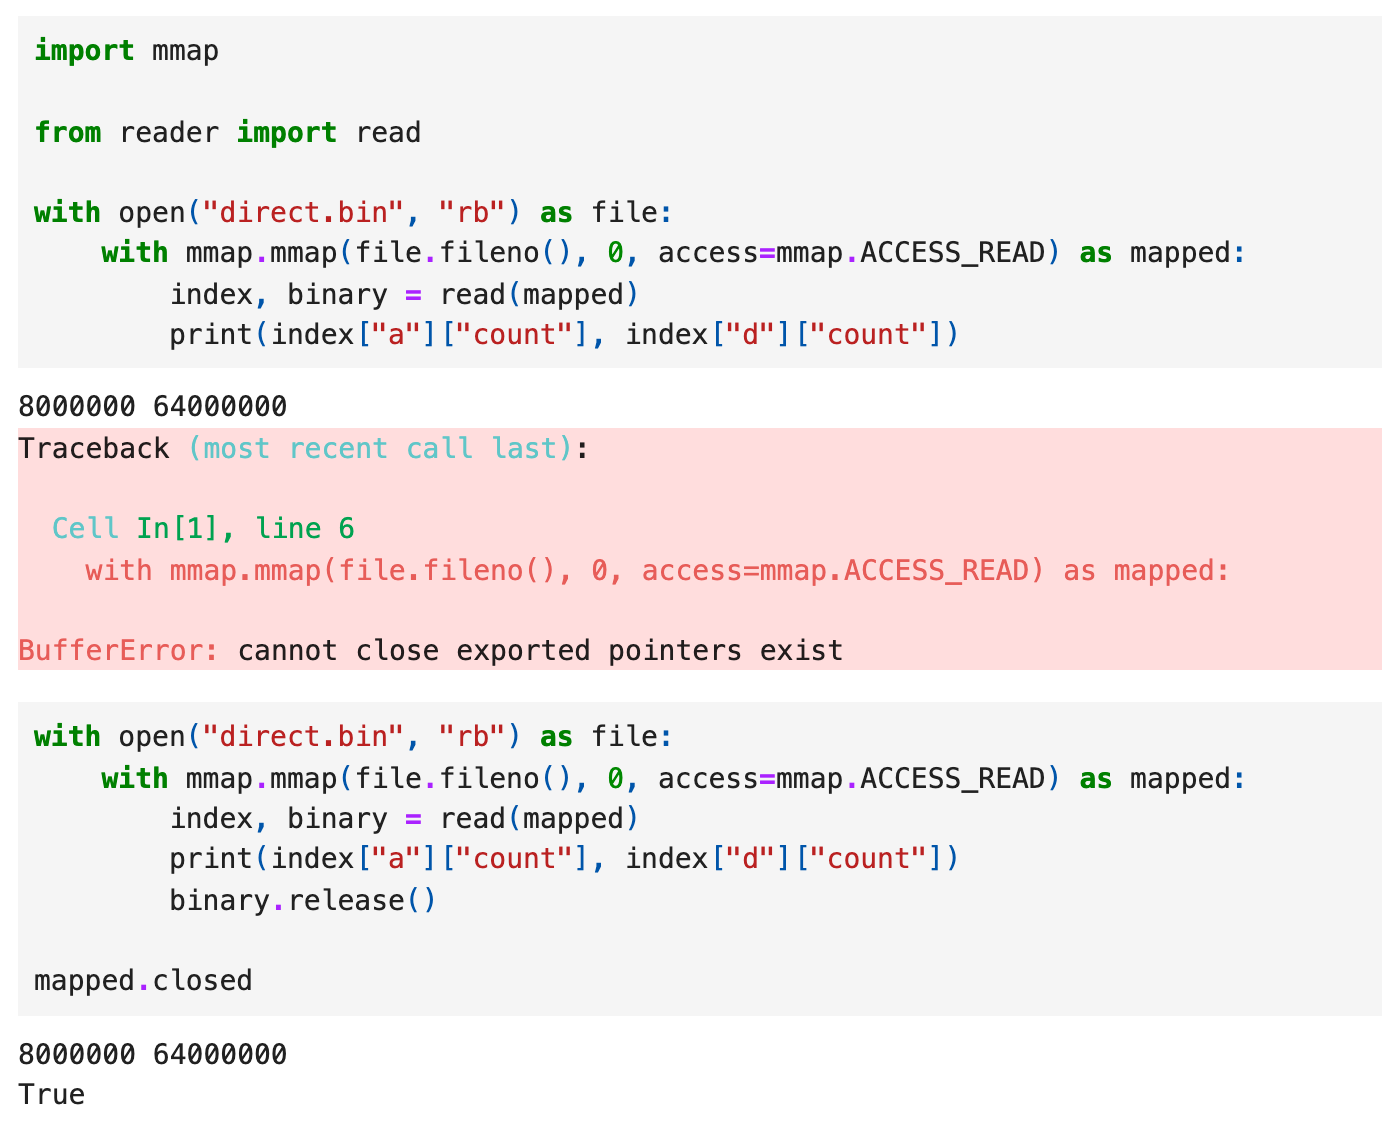 import mmap
from reader import read
with open("direct.bin", "rb") as file:
    with mmap.mmap(file.fileno(), 0, access=mmap.ACCESS_READ) as mapped:
        index, binary = read(mapped)
        print(index["a"]["count"], index["d"]["count"])
8000000 64000000
Traceback (most recent call last):
  Cell In[1], line 6
    with mmap.mmap(file.fileno(), 0, access=mmap.ACCESS_READ) as mapped:
BufferError: cannot close exported pointers exist
with open("direct.bin", "rb") as file:
    with mmap.mmap(file.fileno(), 0, access=mmap.ACCESS_READ) as mapped:
        index, binary = read(mapped)
        print(index["a"]["count"], index["d"]["count"])
        binary.release()
mapped.closed
8000000 64000000
True